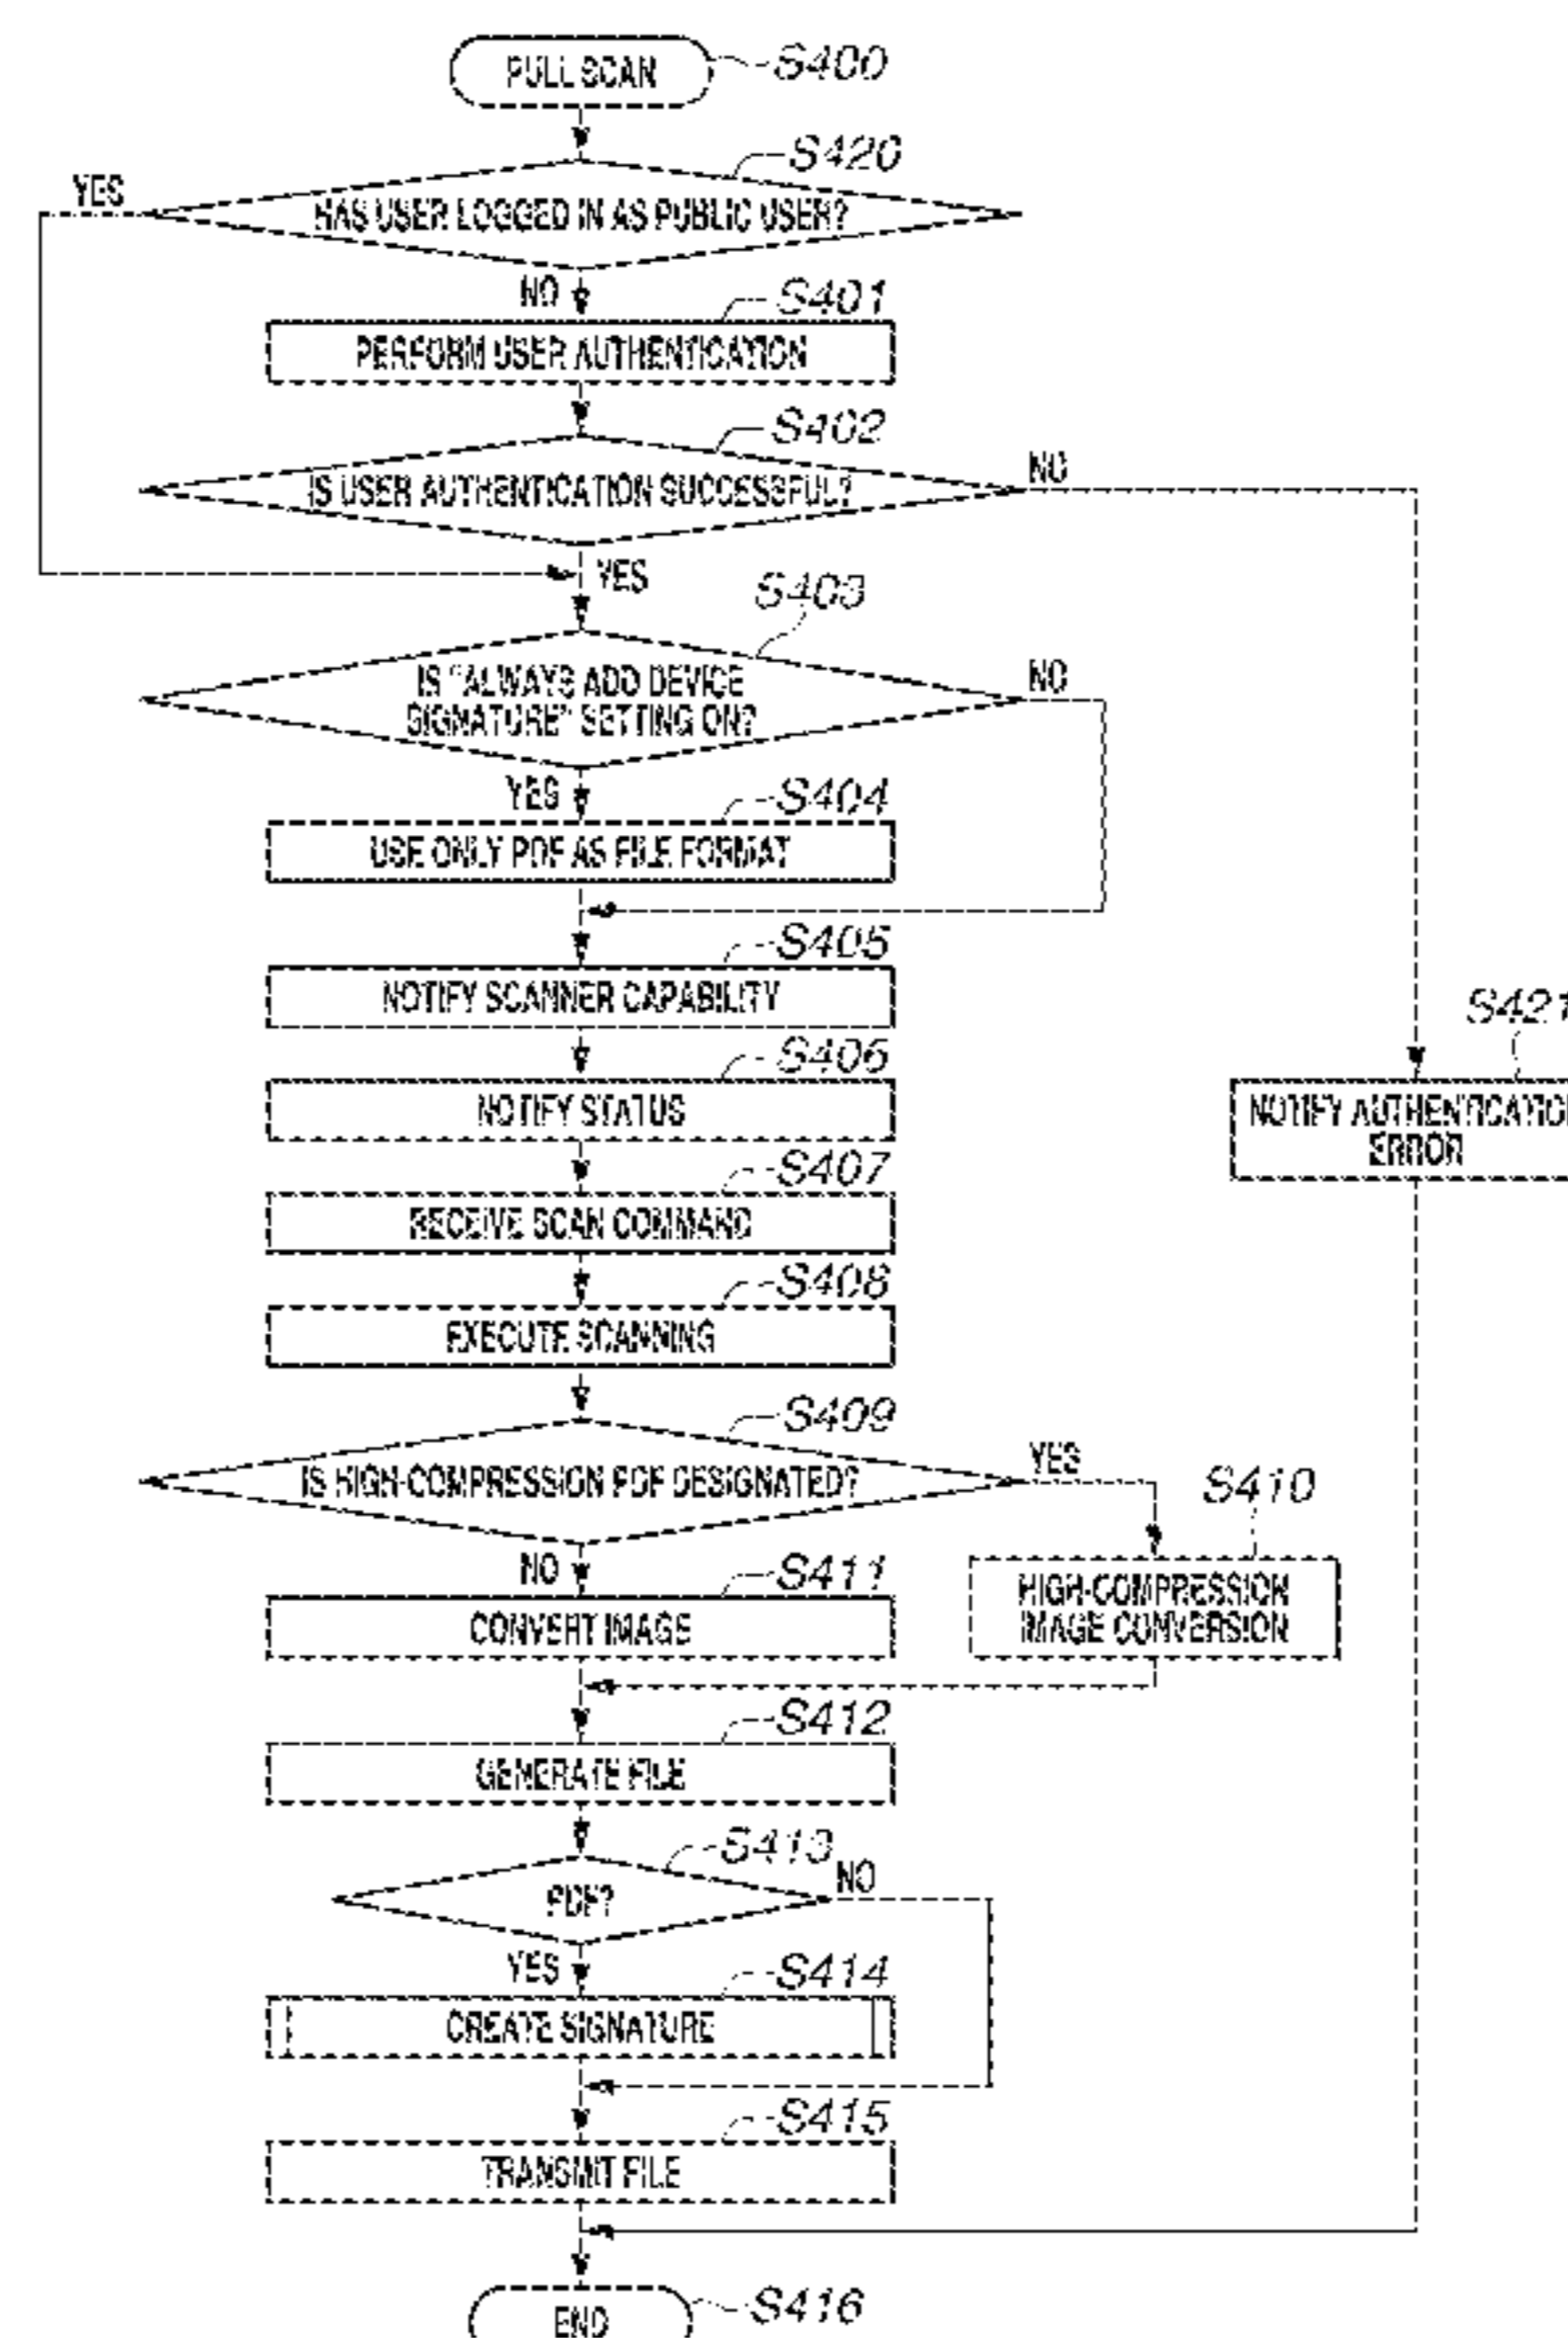 PULL SCAN
S400
S420
YES
HAS USER LOGGED IN AS PUBLIC USER?
NO
S401
PERFORM USER AUTHENTICATION
S402
IS USER AUTHENTICATION SUCCESSFUL?
NO
YES
S403
IS "ALWAYS ADD DEVICE
SIGNATURE" SETTING ON?
NO
YES
S404
USE ONLY PDF AS FILE FORMAT
S405
NOTIFY SCANNER CAPABILITY
S421
S406
NOTIFY STATUS
NOTIFY AUTHENTICATIO
ERROR
S407
RECEIVE SCAN COMMAND
S408
EXECUTE SCANNING
S409
IS HIGH-COMPRESSION PDF DESIGNATED?
YES
S410
NO
S411
CONVERT IMAGE
HIGH-COMPRESSION
IMAGE CONVERSION
S412
GENERATE FILE
S413
PDF?
NO
YES
S414
CREATE SIGNATURE
S415
TRANSMIT FILE
END
S416